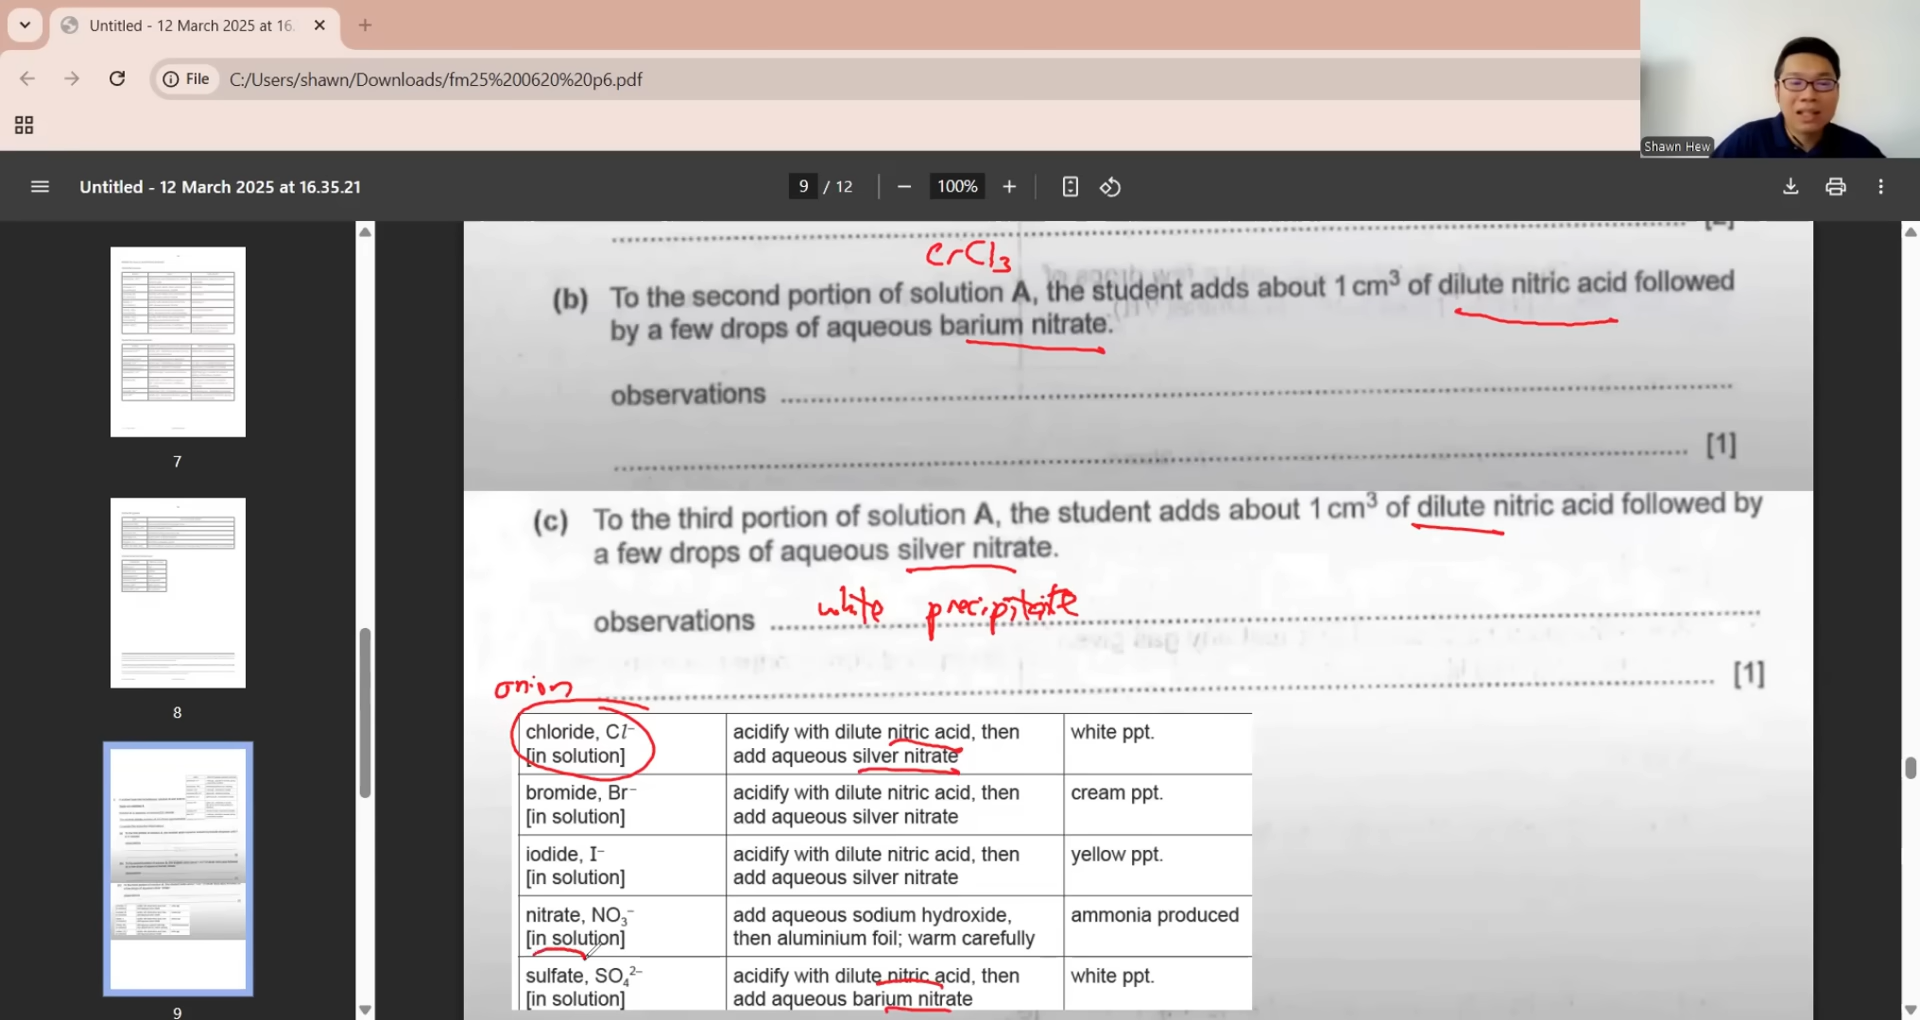 Untitled - 12 March 2025 at 16.
File C:/Users/shawn/Downloads/fm25%200620%20p6.pdf
Shawn Hew
Untitled - 12 March 2025 at 16.35.21
9 / 12
100%
7
8
9
CrCl3
(b) To the second portion of solution A, the student adds about 1 cm³ of dilute nitric acid followed
by a few drops of aqueous barium nitrate.
observations
[1]
(c) To the third portion of solution A, the student adds about 1 cm³ of dilute nitric acid followed by
a few drops of aqueous silver nitrate.
observations white precipitate
[1]
anion
chloride, Cl⁻ acidify with dilute nitric acid, then white ppt.
[in solution] add aqueous silver nitrate
bromide, Br⁻ acidify with dilute nitric acid, then cream ppt.
[in solution] add aqueous silver nitrate
iodide, I⁻ acidify with dilute nitric acid, then yellow ppt.
[in solution] add aqueous silver nitrate
nitrate, NO₃⁻ add aqueous sodium hydroxide, ammonia produced
[in solution] then aluminium foil; warm carefully
sulfate, SO₄²⁻ acidify with dilute nitric acid, then white ppt.
[in solution] add aqueous barium nitrate